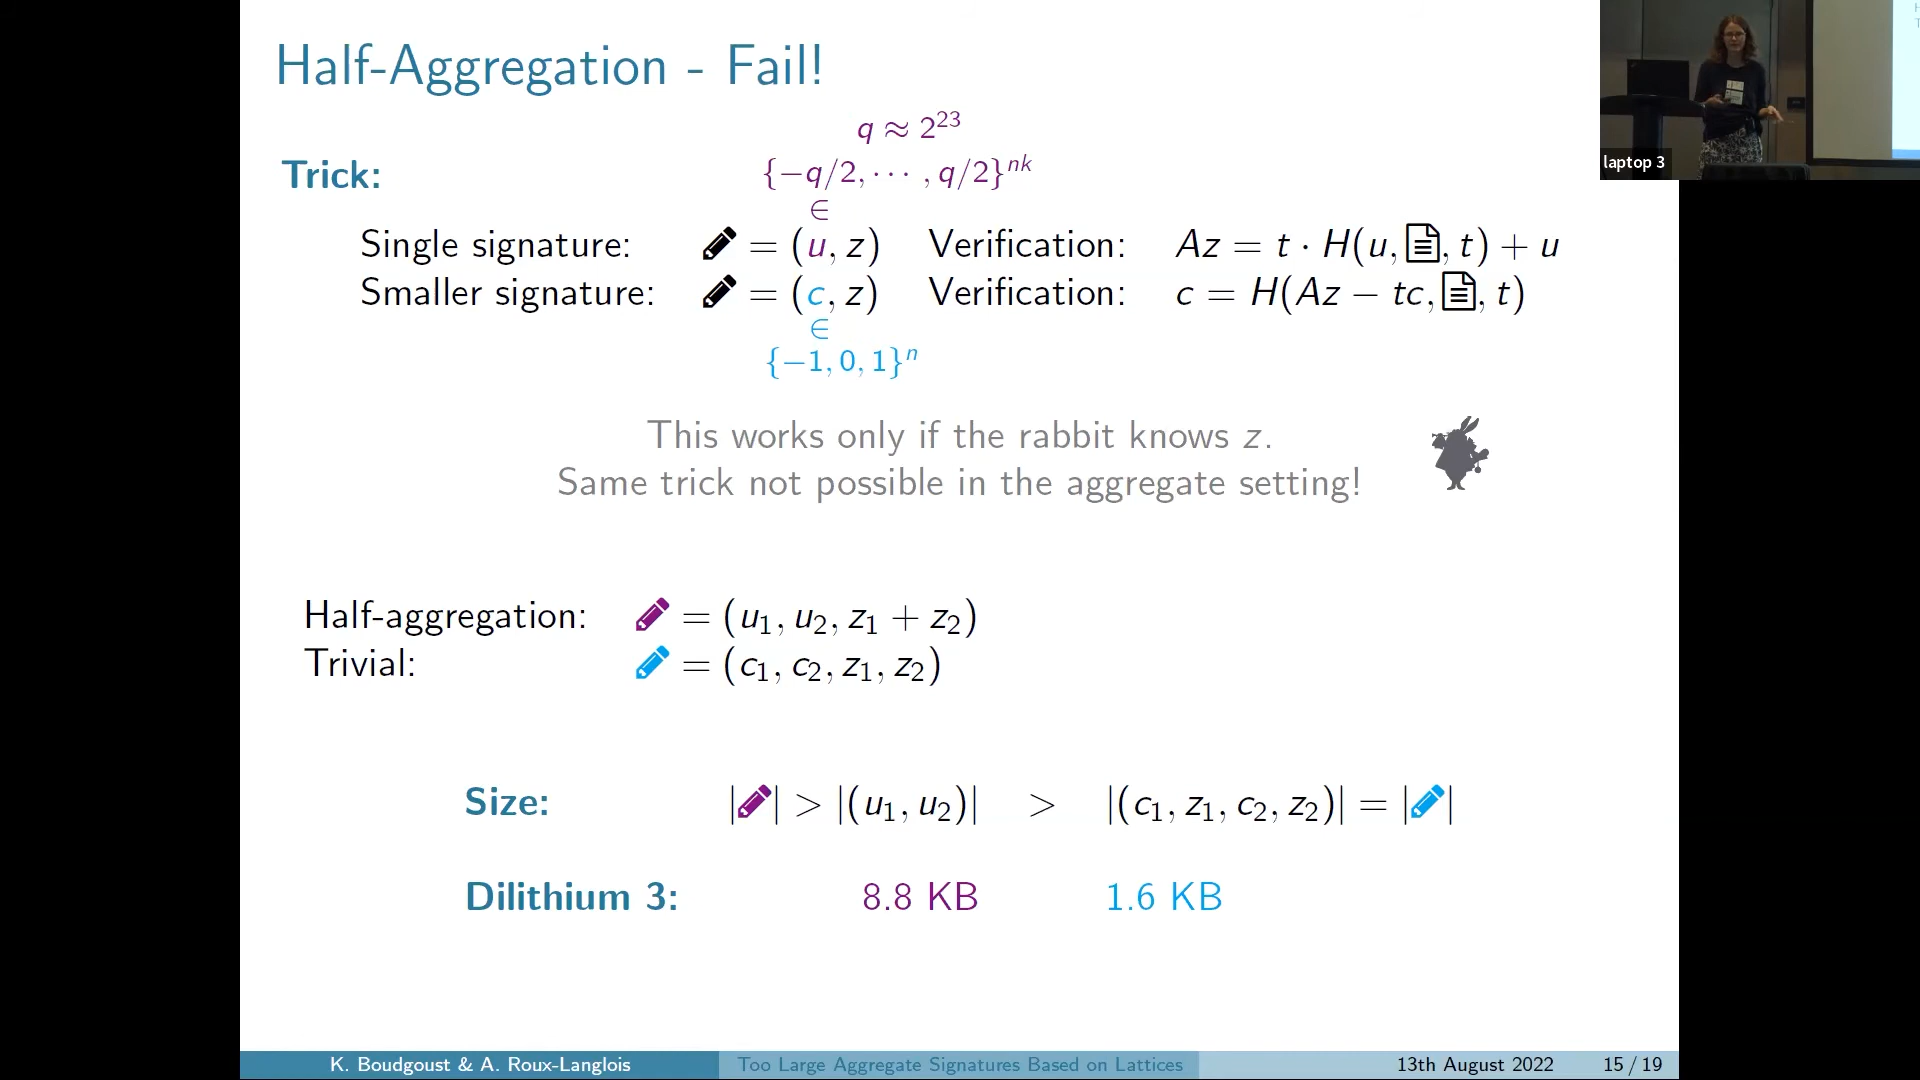 Half-Aggregation - Fail!
q ≈ 2^23
Trick:
{−q/2, ··· , q/2}^nk
∈
Single signature: = (u, z) Verification: Az = t · H(u, , t) + u
Smaller signature: = (c, z) Verification: c = H(Az − tc, , t)
∈
{−1, 0, 1}^n
This works only if the rabbit knows z.
Same trick not possible in the aggregate setting!
Half-aggregation: = (u₁, u₂, z₁ + z₂)
Trivial: = (c₁, c₂, z₁, z₂)
Size: | | > |(u₁, u₂)| > |(c₁, z₁, c₂, z₂)| = | |
Dilithium 3: 8.8 KB 1.6 KB
K. Boudgoust & A. Roux-Langlois Too Large Aggregate Signatures Based on Lattices 13th August 2022 15 / 19
laptop 3